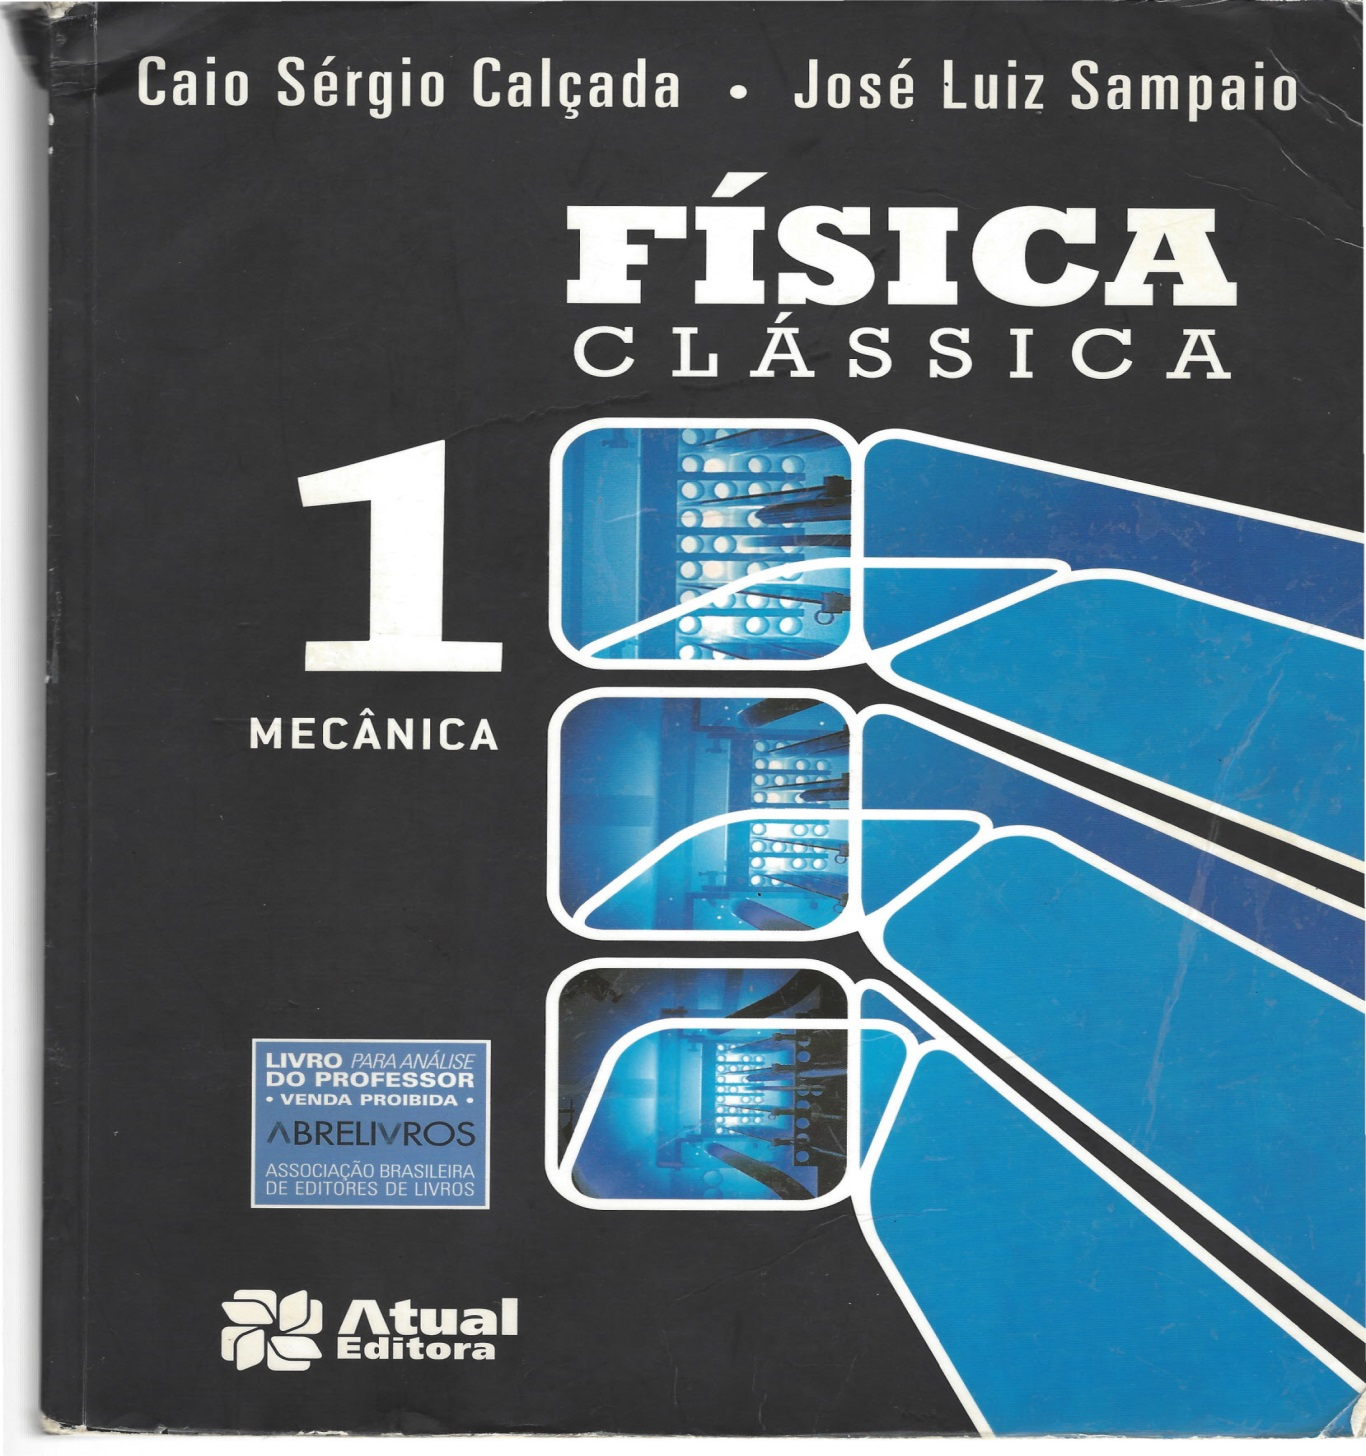 Caio Sérgio Calçada • José Luiz Sampaio
FÍSICA
CLÁSSICA
1
MECÂNICA
LIVRO PARA ANÁLISE
DO PROFESSOR
• VENDA PROIBIDA •
ABRELIVROS
ASSOCIAÇÃO BRASILEIRA
DE EDITORES DE LIVROS
Atual
Editora